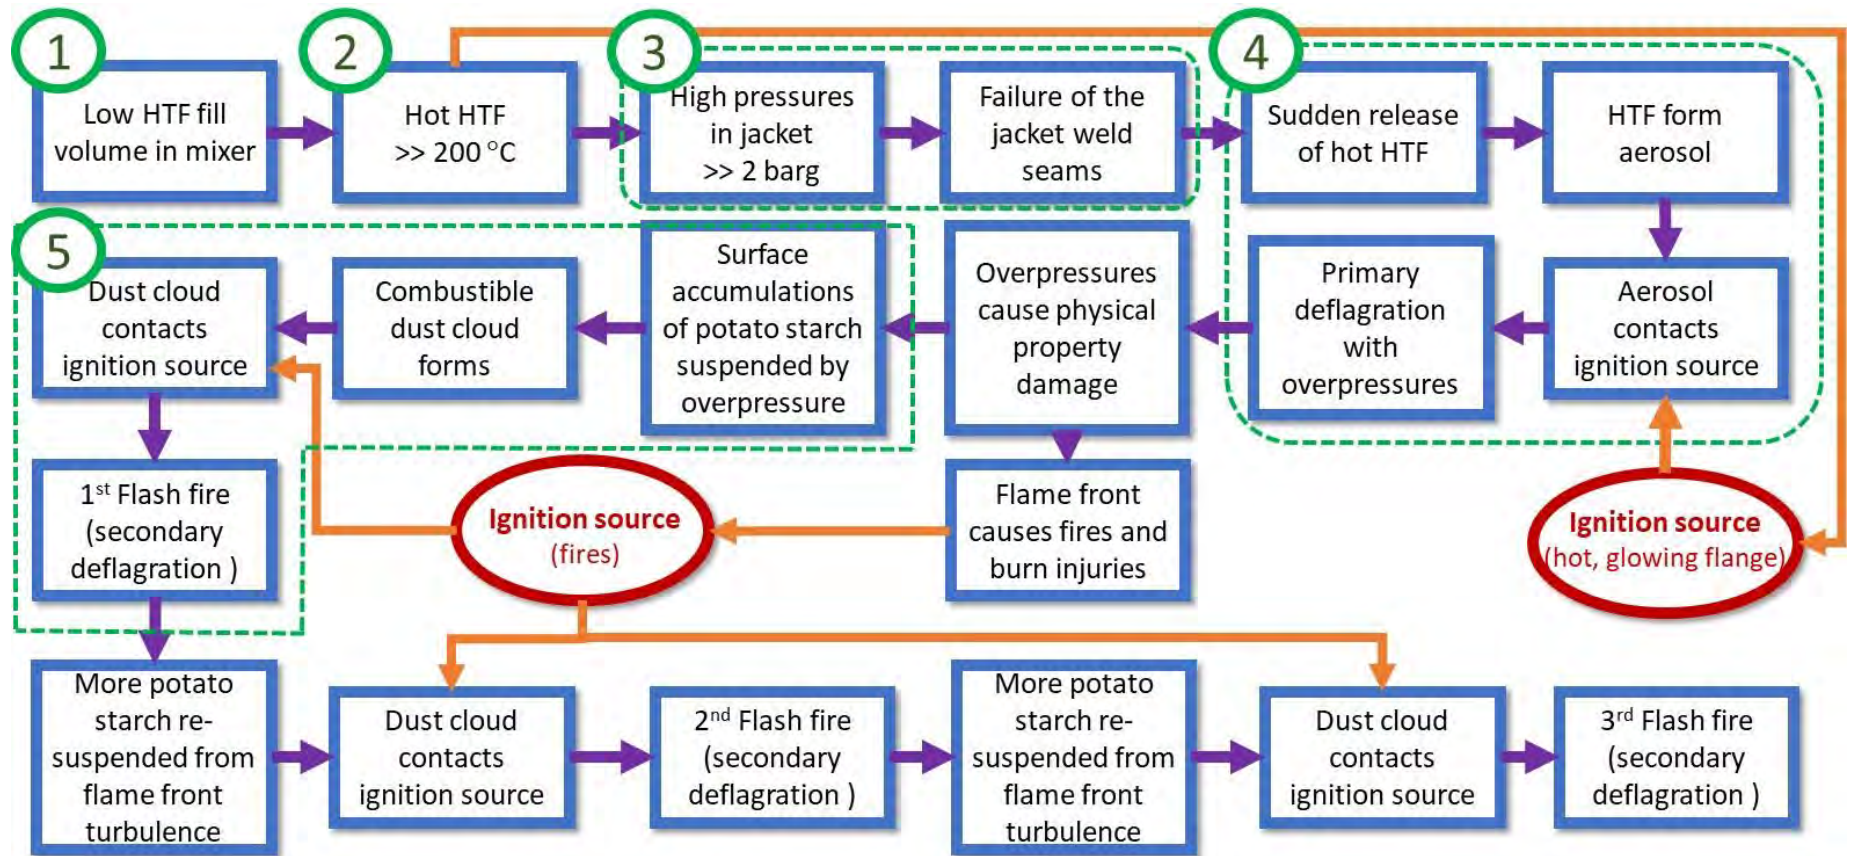 1
Low HTF fill
volume in mixer
2
Hot HTF
>> 200 °C
3
High pressures
in jacket
>> 2 barg
Failure of the
jacket weld
seams
4
Sudden release
of hot HTF
HTF form
aerosol
Aerosol
contacts
ignition source
Primary
deflagration
with
overpressures
Overpressures
cause physical
property
damage
Surface
accumulations
of potato starch
suspended by
overpressure
Combustible
dust cloud
forms
5
Dust cloud
contacts
ignition source
1st Flash fire
(secondary
deflagration )
Ignition source
(fires)
Flame front
causes fires and
burn injuries
Ignition source
(hot, glowing flange)
More potato
starch re-
suspended from
flame front
turbulence
Dust cloud
contacts
ignition source
2nd Flash fire
(secondary
deflagration )
More potato
starch re-
suspended from
flame front
turbulence
Dust cloud
contacts
ignition source
3rd Flash fire
(secondary
deflagration )